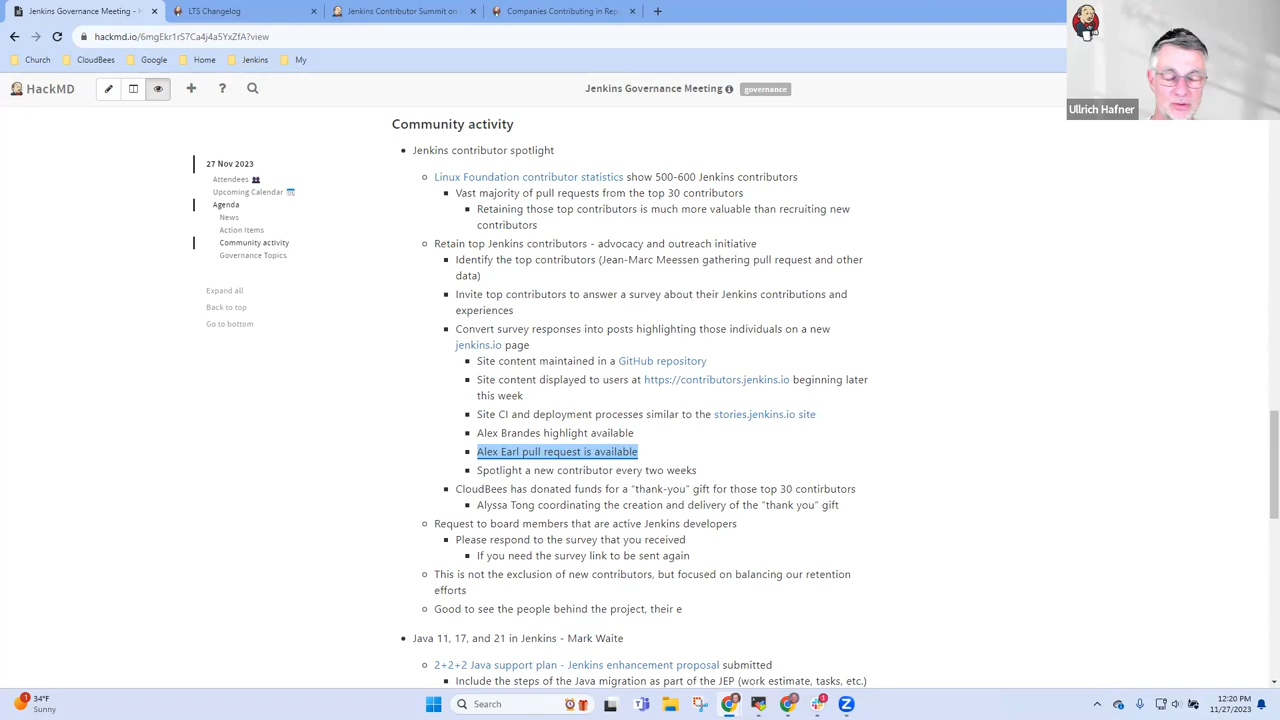 Jenkins Governance Meeting - H
LTS Changelog
Jenkins Contributor Summit on
Companies Contributing in Rep
hackmd.io/6mgEkr1rS7Ca4j4a5YxZfA?view
Church
CloudBees
Google
Home
Jenkins
My
HackMD
Jenkins Governance Meeting
governance
Ullrich Hafner
27 Nov 2023
Attendees
Upcoming Calendar
Agenda
News
Action Items
Community activity
Governance Topics
Expand all
Back to top
Go to bottom
Community activity
Jenkins contributor spotlight
Linux Foundation contributor statistics show 500-600 Jenkins contributors
Vast majority of pull requests from the top 30 contributors
Retaining those top contributors is much more valuable than recruiting new
contributors
Retain top Jenkins contributors - advocacy and outreach initiative
Identify the top contributors (Jean-Marc Meessen gathering pull request and other
data)
Invite top contributors to answer a survey about their Jenkins contributions and
experiences
Convert survey responses into posts highlighting those individuals on a new
jenkins.io page
Site content maintained in a GitHub repository
Site content displayed to users at https://contributors.jenkins.io beginning later
this week
Site CI and deployment processes similar to the stories.jenkins.io site
Alex Brandes highlight available
Alex Earl pull request is available
Spotlight a new contributor every two weeks
CloudBees has donated funds for a "thank-you" gift for those top 30 contirbutors
Alyssa Tong coordinating the creation and delivery of the "thank you" gift
Request to board members that are active Jenkins developers
Please respond to the survey that you received
If you need the survey link to be sent again
This is not the exclusion of new contributors, but focused on balancing our retention
efforts
Good to see the people behind the project, their e
Java 11, 17, and 21 in Jenkins - Mark Waite
2+2+2 Java support plan - Jenkins enhancement proposal submitted
Include the steps of the Java migration as part of the JEP (work estimate, tasks, etc.)
34°F
Sunny
Search
12:20 PM
11/27/2023